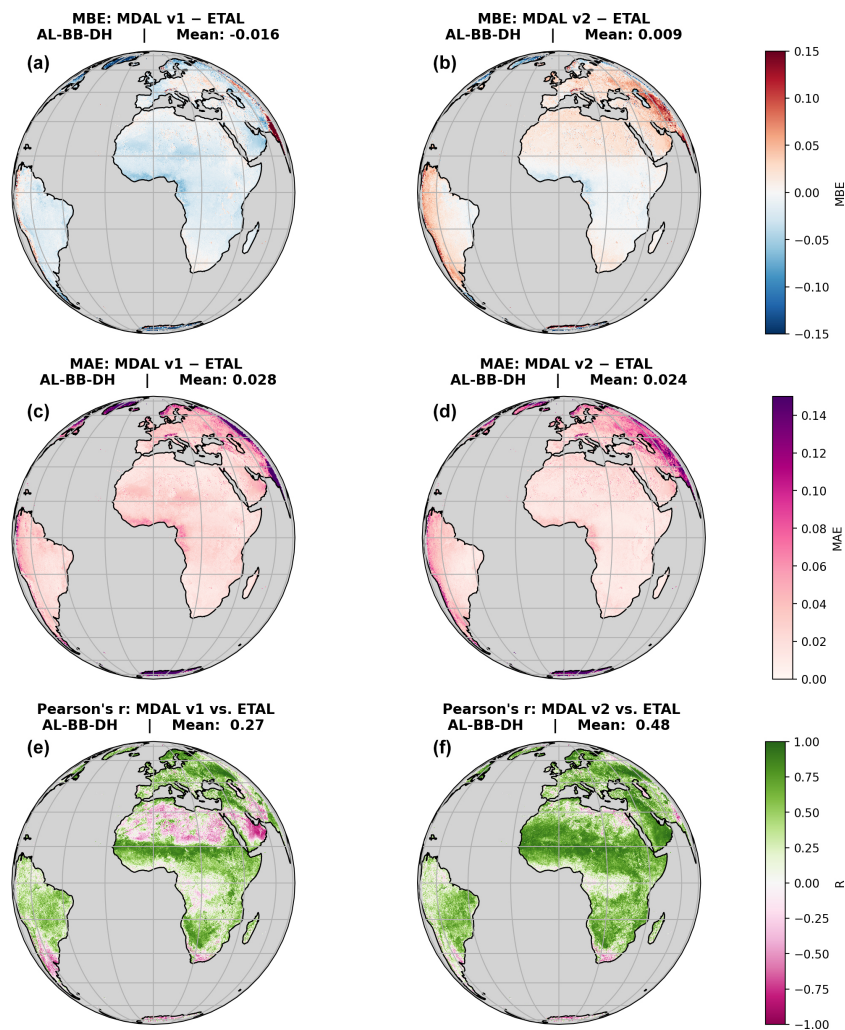 MBE: MDAL v1 − ETAL
AL-BB-DH | Mean: -0.016
(a)
MBE: MDAL v2 − ETAL
AL-BB-DH | Mean: 0.009
(b)
0.15
0.10
0.05
0.00
−0.05
−0.10
−0.15
MBE
MAE: MDAL v1 − ETAL
AL-BB-DH | Mean: 0.028
(c)
MAE: MDAL v2 − ETAL
AL-BB-DH | Mean: 0.024
(d)
0.14
0.12
0.10
0.08
0.06
0.04
0.02
0.00
MAE
Pearson's r: MDAL v1 vs. ETAL
AL-BB-DH | Mean: 0.27
(e)
Pearson's r: MDAL v2 vs. ETAL
AL-BB-DH | Mean: 0.48
(f)
1.00
0.75
0.50
0.25
0.00
−0.25
−0.50
−0.75
−1.00
R